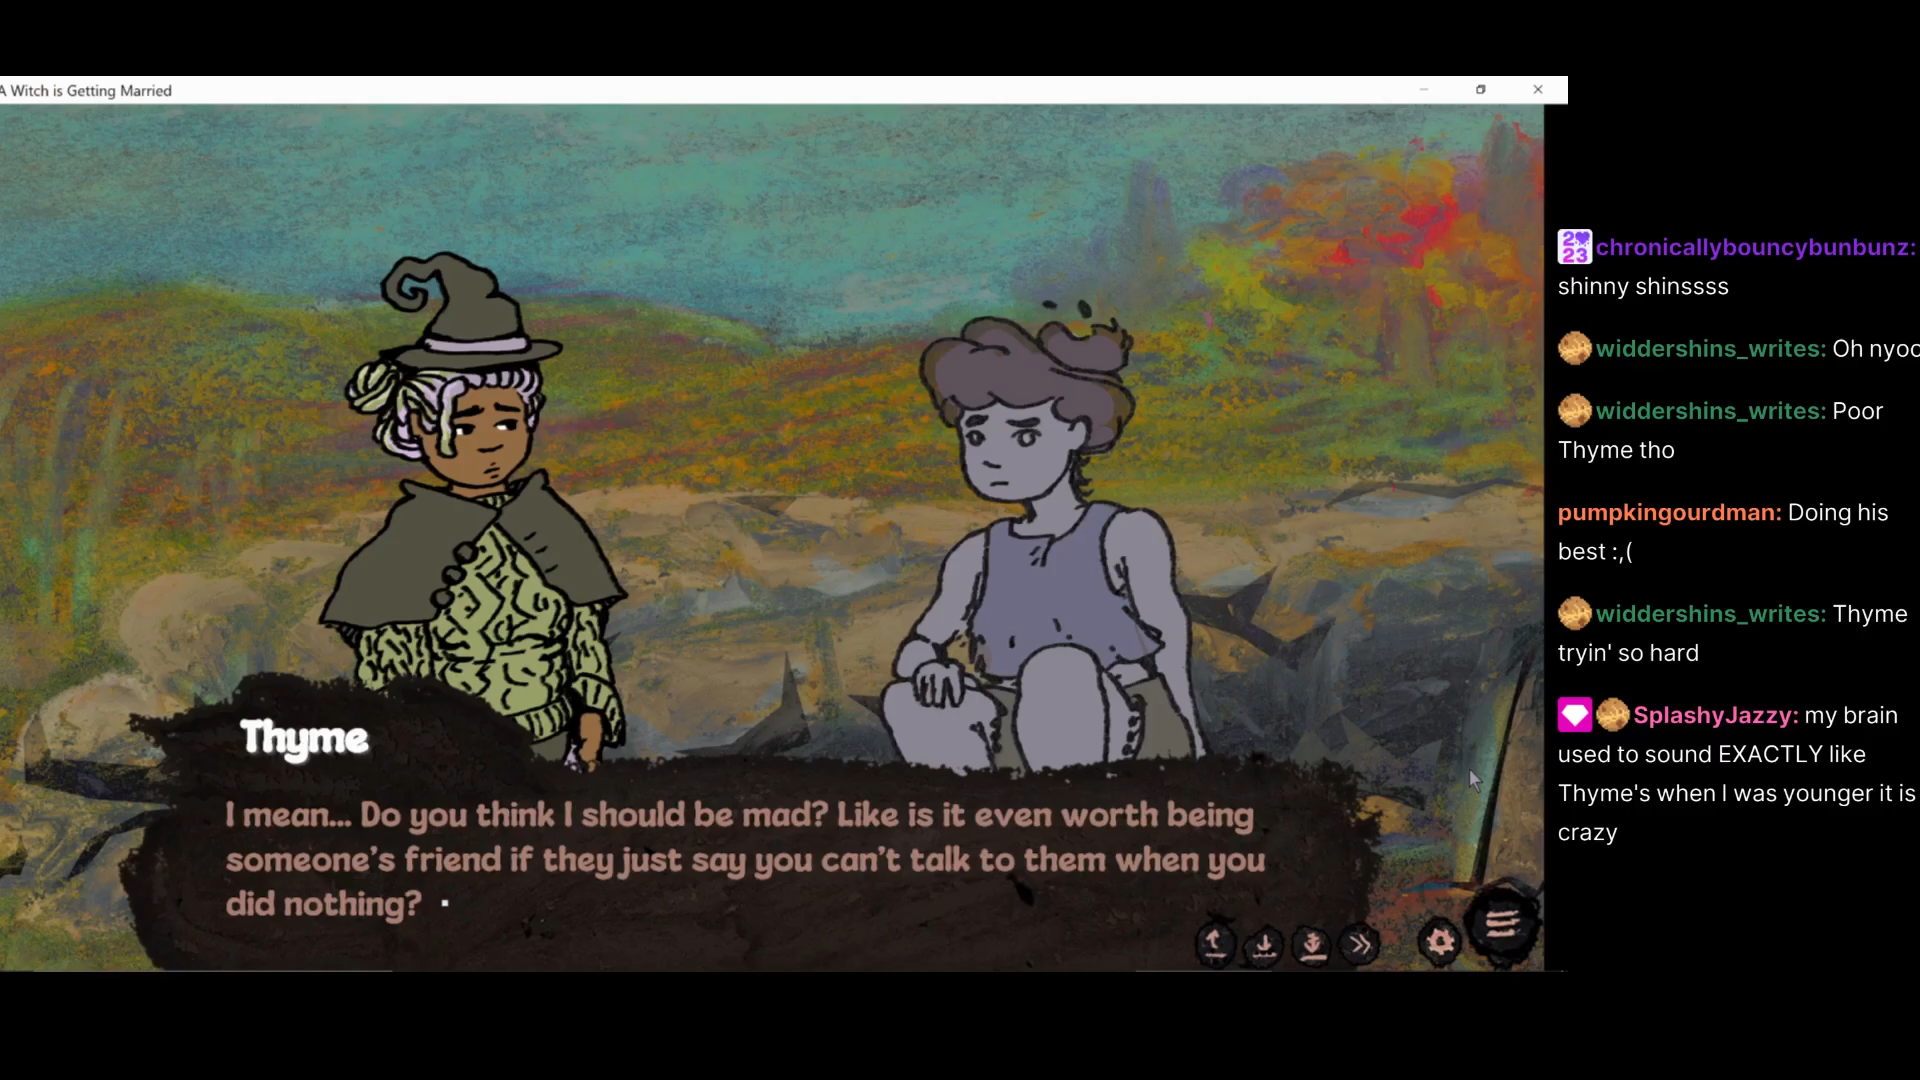 A Witch is Getting Married
Thyme
I mean... Do you think I should be mad? Like is it even worth being
someone's friend if they just say you can't talk to them when you
did nothing?
chronicallybouncybunbunz:
shinny shinssss
widdershins_writes: Oh nyoo
widdershins_writes: Poor
Thyme tho
pumpkingourdman: Doing his
best :,(
widdershins_writes: Thyme
tryin' so hard
SplashyJazzy: my brain
used to sound EXACTLY like
Thyme's when I was younger it is
crazy